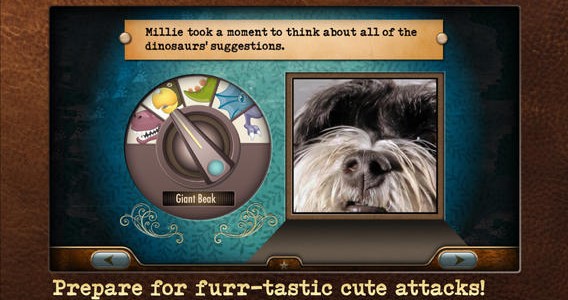 Millie took a moment to think about all of the
dinosaurs' suggestions.
Giant Beak
Prepare for furr-tastic cute attacks!